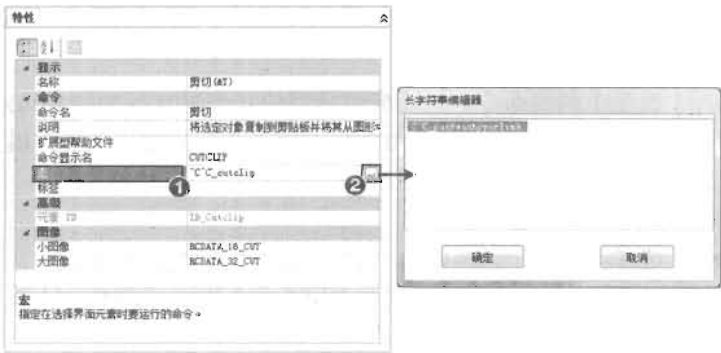 特性
显示
名称 剪切(&T)
命令
命令名 剪切
说明 将选定对象复制到剪贴板并将其从图形
扩展型帮助文件
命令显示名 CUTCLIP
宏 ^C^C_cutclip
1
2
标签
高级
元素 ID ID_Cutclip
图像
小图像 RCDATA_16_CUT
大图像 RCDATA_32_CUT
宏
指定在选择界面元素时要运行的命令。
长字符串编辑器
^C^C_cutclip
确定
取消